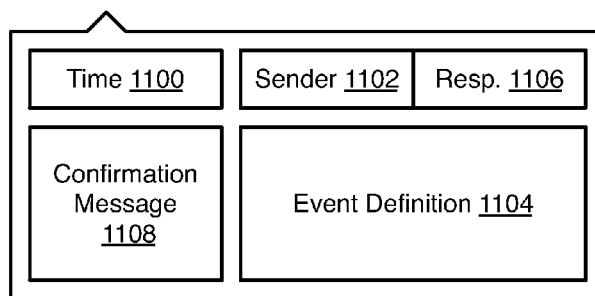 Time 1100
Sender 1102
Resp. 1106
Confirmation
Message
1108
Event Definition 1104